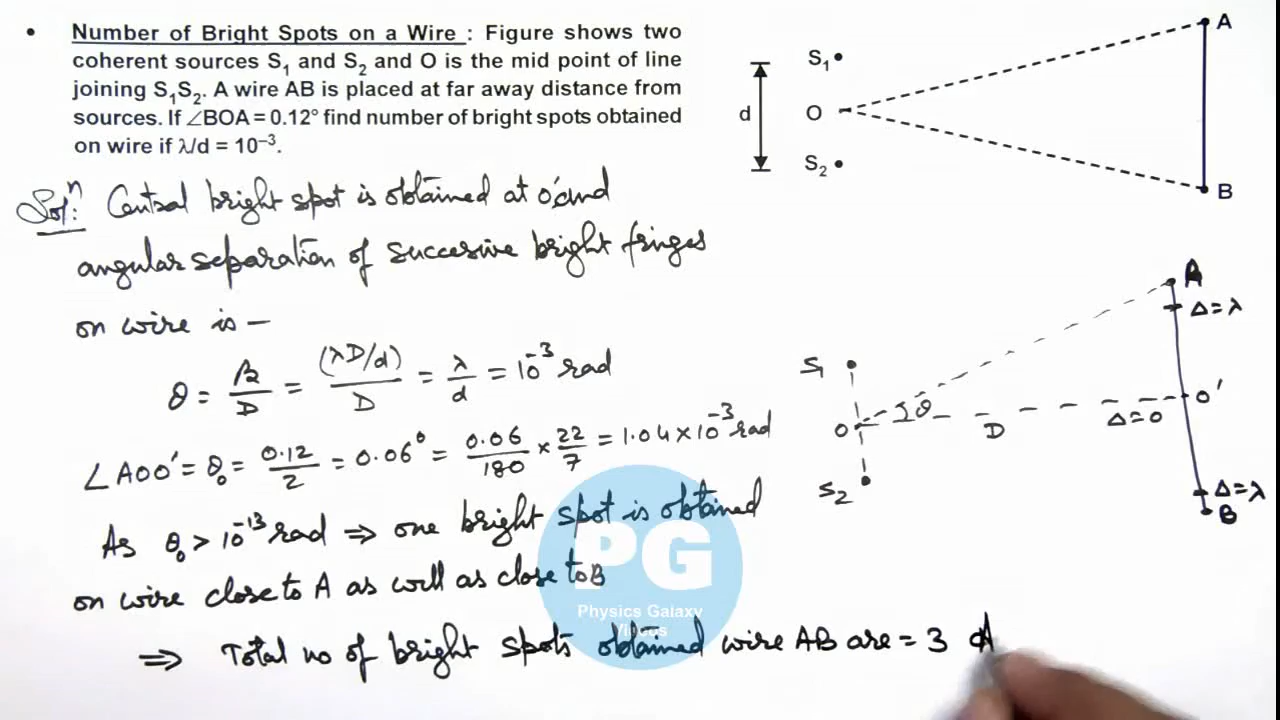 • Number of Bright Spots on a Wire : Figure shows two
coherent sources S₁ and S₂ and O is the mid point of line
joining S₁S₂. A wire AB is placed at far away distance from
sources. If ∠BOA = 0.12° find number of bright spots obtained
on wire if λ/d = 10⁻³.
S₁
d
O
S₂
A
B
Solⁿ: Central bright spot is obtained at O' and
angular separation of succesive bright fringes
on wire is –
θ = β/D = (λD/d)/D = λ/d = 10⁻³ rad
∠AOO' = θ₀ = 0.12/2 = 0.06° = 0.06/180 × 22/7 = 1.04 × 10⁻³ rad
As θ₀ > 10⁻¹³ rad ⇒ one bright spot is obtained
on wire close to A as well as close to B
⇒ Total no of bright spots obtained wire AB are = 3 A
A
Δ=λ
S₁
O
θ
D
Δ=0
O'
S₂
Δ=λ
B
PG
Physics Galaxy
Videos